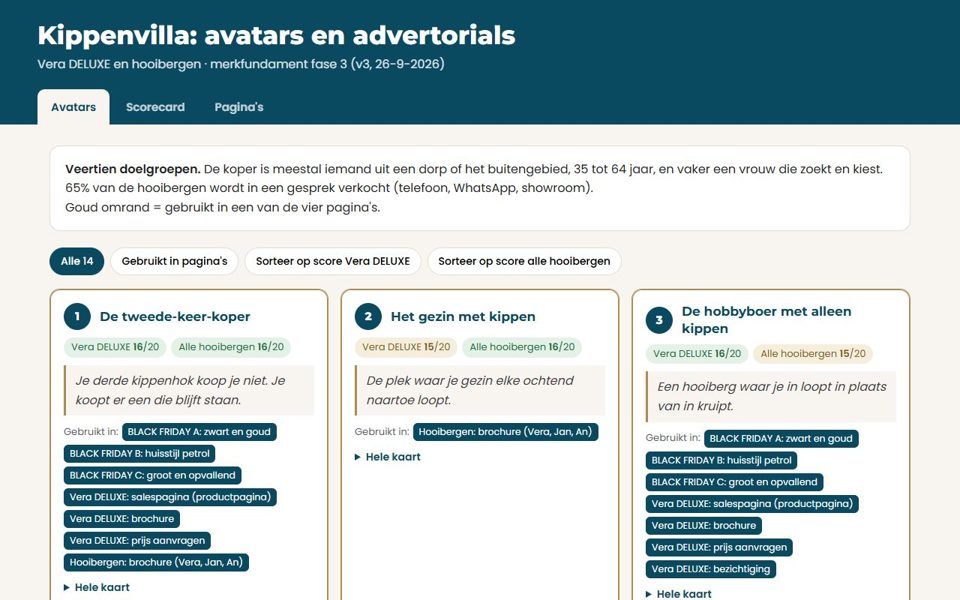 Kippenvilla: avatars en advertorials
Vera DELUXE en hooibergen · merkfundament fase 3 (v3, 26-9-2026)
Avatars
Scorecard
Pagina's
Veertien doelgroepen. De koper is meestal iemand uit een dorp of het buitengebied, 35 tot 64 jaar, en vaker een vrouw die zoekt en kiest.
65% van de hooibergen wordt in een gesprek verkocht (telefoon, WhatsApp, showroom).
Goud omrand = gebruikt in een van de vier pagina's.
Alle 14
Gebruikt in pagina's
Sorteer op score Vera DELUXE
Sorteer op score alle hooibergen
1
De tweede-keer-koper
Vera DELUXE 16/20
Alle hooibergen 16/20
Je derde kippenhok koop je niet. Je
koopt er een die blijft staan.
Gebruikt in:
BLACK FRIDAY A: zwart en goud
BLACK FRIDAY B: huisstijl petrol
BLACK FRIDAY C: groot en opvallend
Vera DELUXE: salespagina (productpagina)
Vera DELUXE: brochure
Vera DELUXE: prijs aanvragen
Hooibergen: brochure (Vera, Jan, An)
▶ Hele kaart
2
Het gezin met kippen
Vera DELUXE 15/20
Alle hooibergen 16/20
De plek waar je gezin elke ochtend
naartoe loopt.
Gebruikt in:
Hooibergen: brochure (Vera, Jan, An)
▶ Hele kaart
3
De hobbyboer met alleen
kippen
Vera DELUXE 16/20
Alle hooibergen 15/20
Een hooiberg waar je in loopt in plaats
van in kruipt.
Gebruikt in:
BLACK FRIDAY A: zwart en goud
BLACK FRIDAY B: huisstijl petrol
BLACK FRIDAY C: groot en opvallend
Vera DELUXE: salespagina (productpagina)
Vera DELUXE: brochure
Vera DELUXE: prijs aanvragen
Vera DELUXE: bezichtiging
▶ Hele kaart